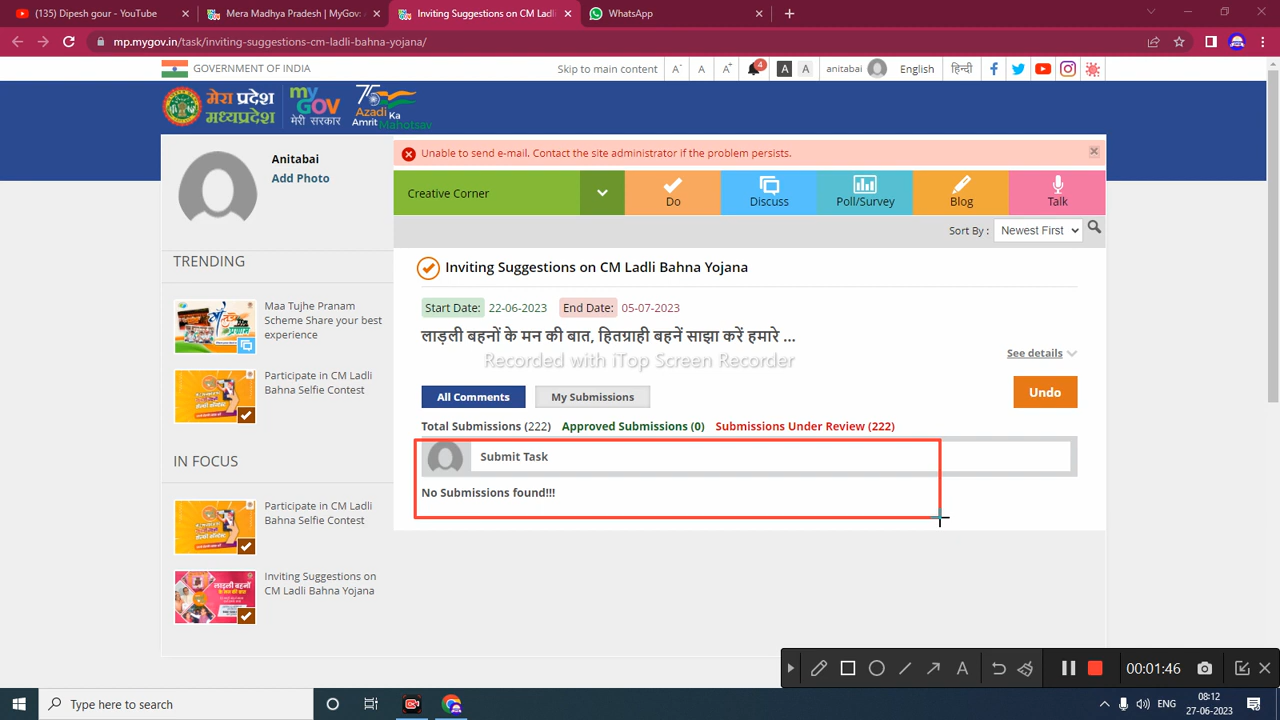 (135) Dipesh gour - YouTube
Mera Madhya Pradesh | MyGov:
Inviting Suggestions on CM Ladli
WhatsApp
mp.mygov.in/task/inviting-suggestions-cm-ladli-bahna-yojana/
GOVERNMENT OF INDIA
Skip to main content
A-
A
A+
4
A
A
anitabai
English
हिन्दी
मेरा प्रदेश
मध्यप्रदेश
my
GOV
मेरी सरकार
75
Azadi Ka
Amrit Mahotsav
Anitabai
Add Photo
Unable to send e-mail. Contact the site administrator if the problem persists.
Creative Corner
Do
Discuss
Poll/Survey
Blog
Talk
Sort By :
Newest First
TRENDING
Maa Tujhe Pranam
Scheme Share your best
experience
Participate in CM Ladli
Bahna Selfie Contest
IN FOCUS
Participate in CM Ladli
Bahna Selfie Contest
Inviting Suggestions on
CM Ladli Bahna Yojana
Inviting Suggestions on CM Ladli Bahna Yojana
Start Date: 22-06-2023 End Date: 05-07-2023
लाड़ली बहनों के मन की बात, हितग्राही बहनें साझा करें हमारे ...
Recorded with iTop Screen Recorder
See details
All Comments
My Submissions
Undo
Total Submissions (222) Approved Submissions (0) Submissions Under Review (222)
Submit Task
No Submissions found!!!
A
00:01:46
Type here to search
ENG
08:12
27-06-2023